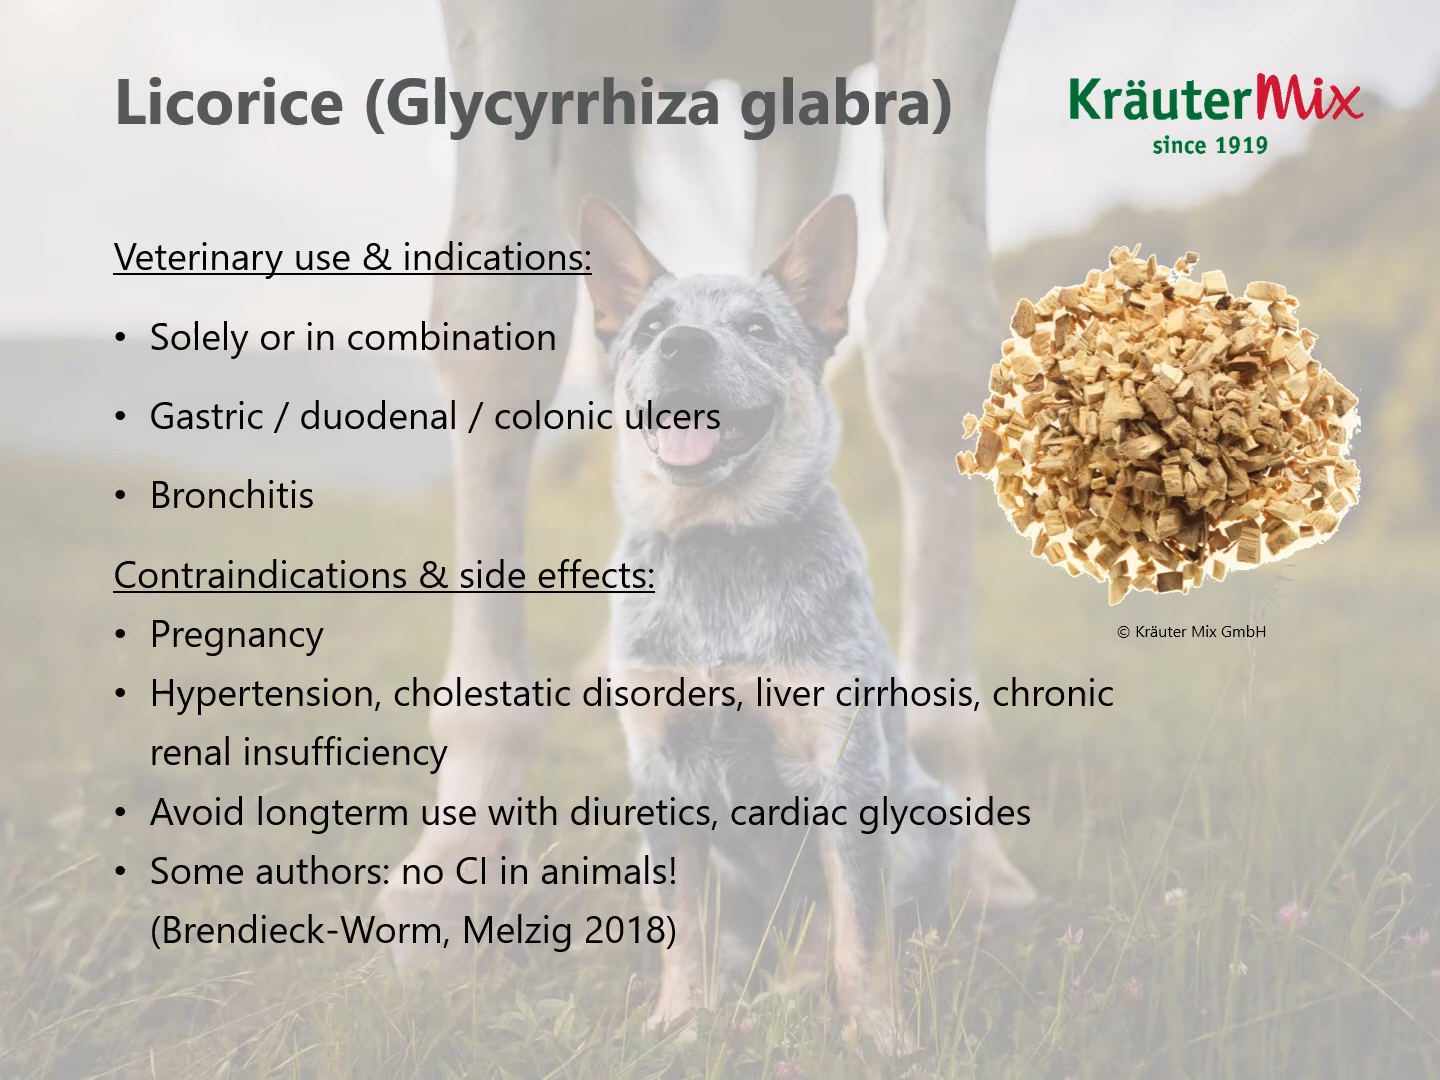 Licorice (Glycyrrhiza glabra)
KräuterMix
since 1919
Veterinary use & indications:
• Solely or in combination
• Gastric / duodenal / colonic ulcers
• Bronchitis
Contraindications & side effects:
• Pregnancy
• Hypertension, cholestatic disorders, liver cirrhosis, chronic
renal insufficiency
• Avoid longterm use with diuretics, cardiac glycosides
• Some authors: no CI in animals!
(Brendieck-Worm, Melzig 2018)
© Kräuter Mix GmbH